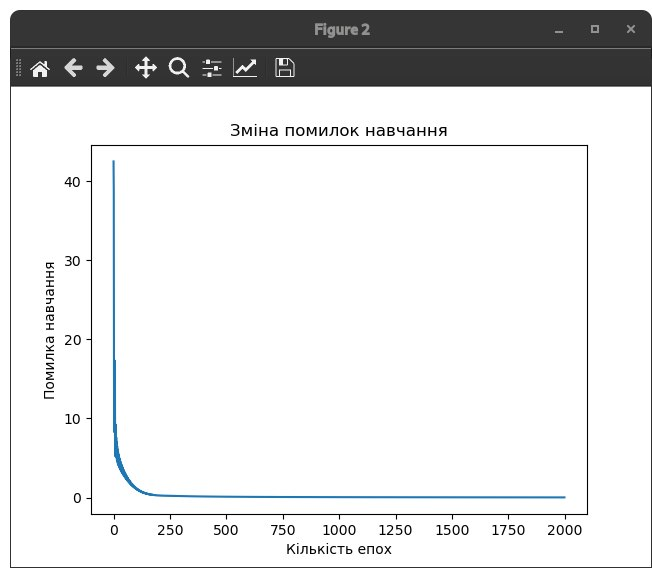 Figure 2
Зміна помилок навчання
40
30
20
10
0
Помилка навчання
0 250 500 750 1000 1250 1500 1750 2000
Кількість епох